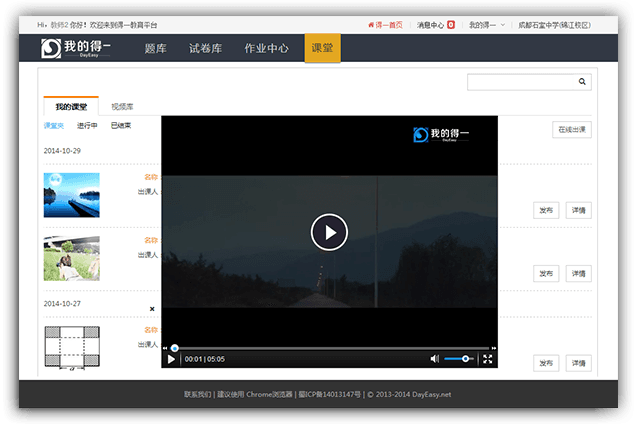 Hi，教师2 你好！欢迎来到得一教育平台 得一首页 消息中心 0 我的得一 成都石室中学(锦江校区)
我的得一 DayEasy 题库 试卷库 作业中心 课堂
我的课堂 视频库
课堂夹 进行中 已结束 在线出课
2014-10-29
我的得一
DayEasy
名称
出课人
发布 详情
名称
出课人
发布 详情
2014-10-27
名称
出课人
00:01 | 05:05
发布 详情
联系我们 | 建议使用 Chrome浏览器 | 蜀ICP备14013147号 | © 2013-2014 DayEasy.net